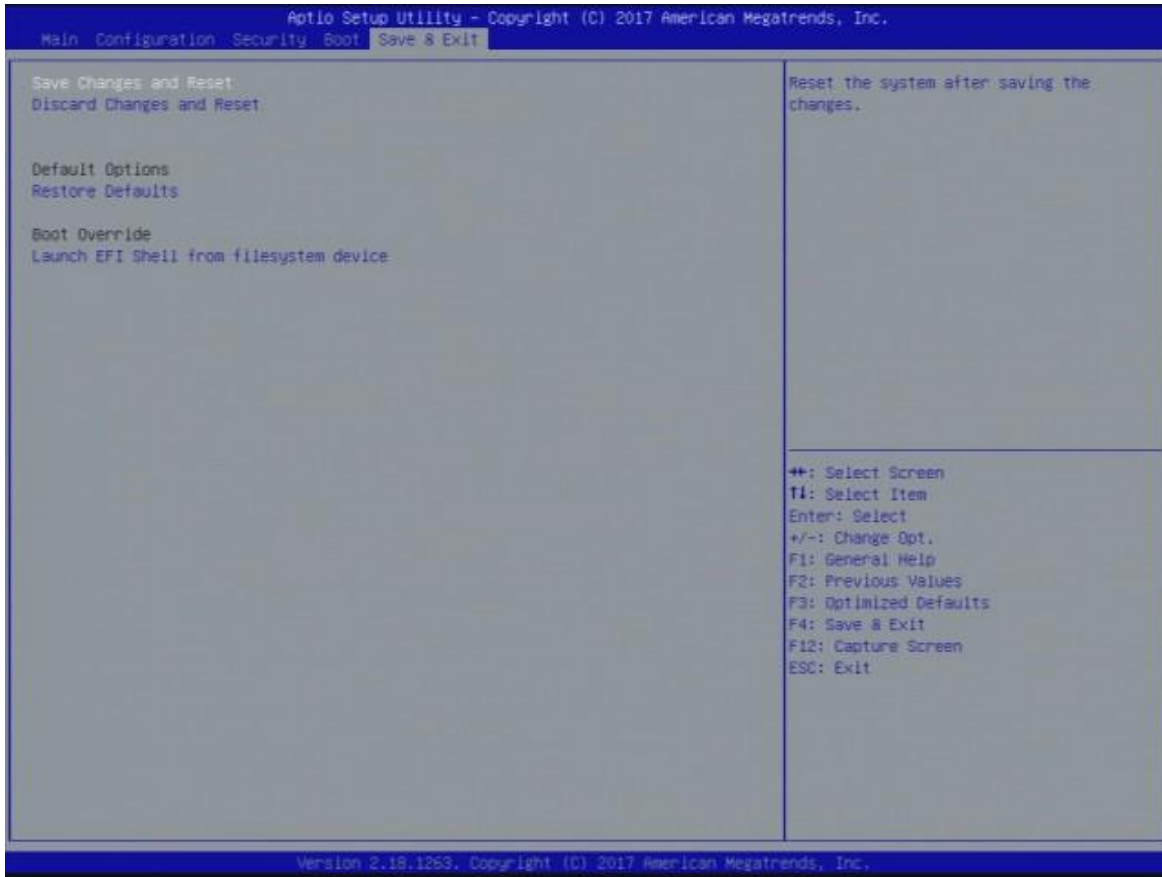 Aptio Setup Utility – Copyright (C) 2017 American Megatrends, Inc.
Main Configuration Security Boot Save & Exit
Save Changes and Reset
Discard Changes and Reset
Default Options
Restore Defaults
Boot Override
Launch EFI Shell from filesystem device
Reset the system after saving the
changes.
→←: Select Screen
↑↓: Select Item
Enter: Select
+/-: Change Opt.
F1: General Help
F2: Previous Values
F3: Optimized Defaults
F4: Save & Exit
F12: Capture Screen
ESC: Exit
Version 2.18.1263. Copyright (C) 2017 American Megatrends, Inc.